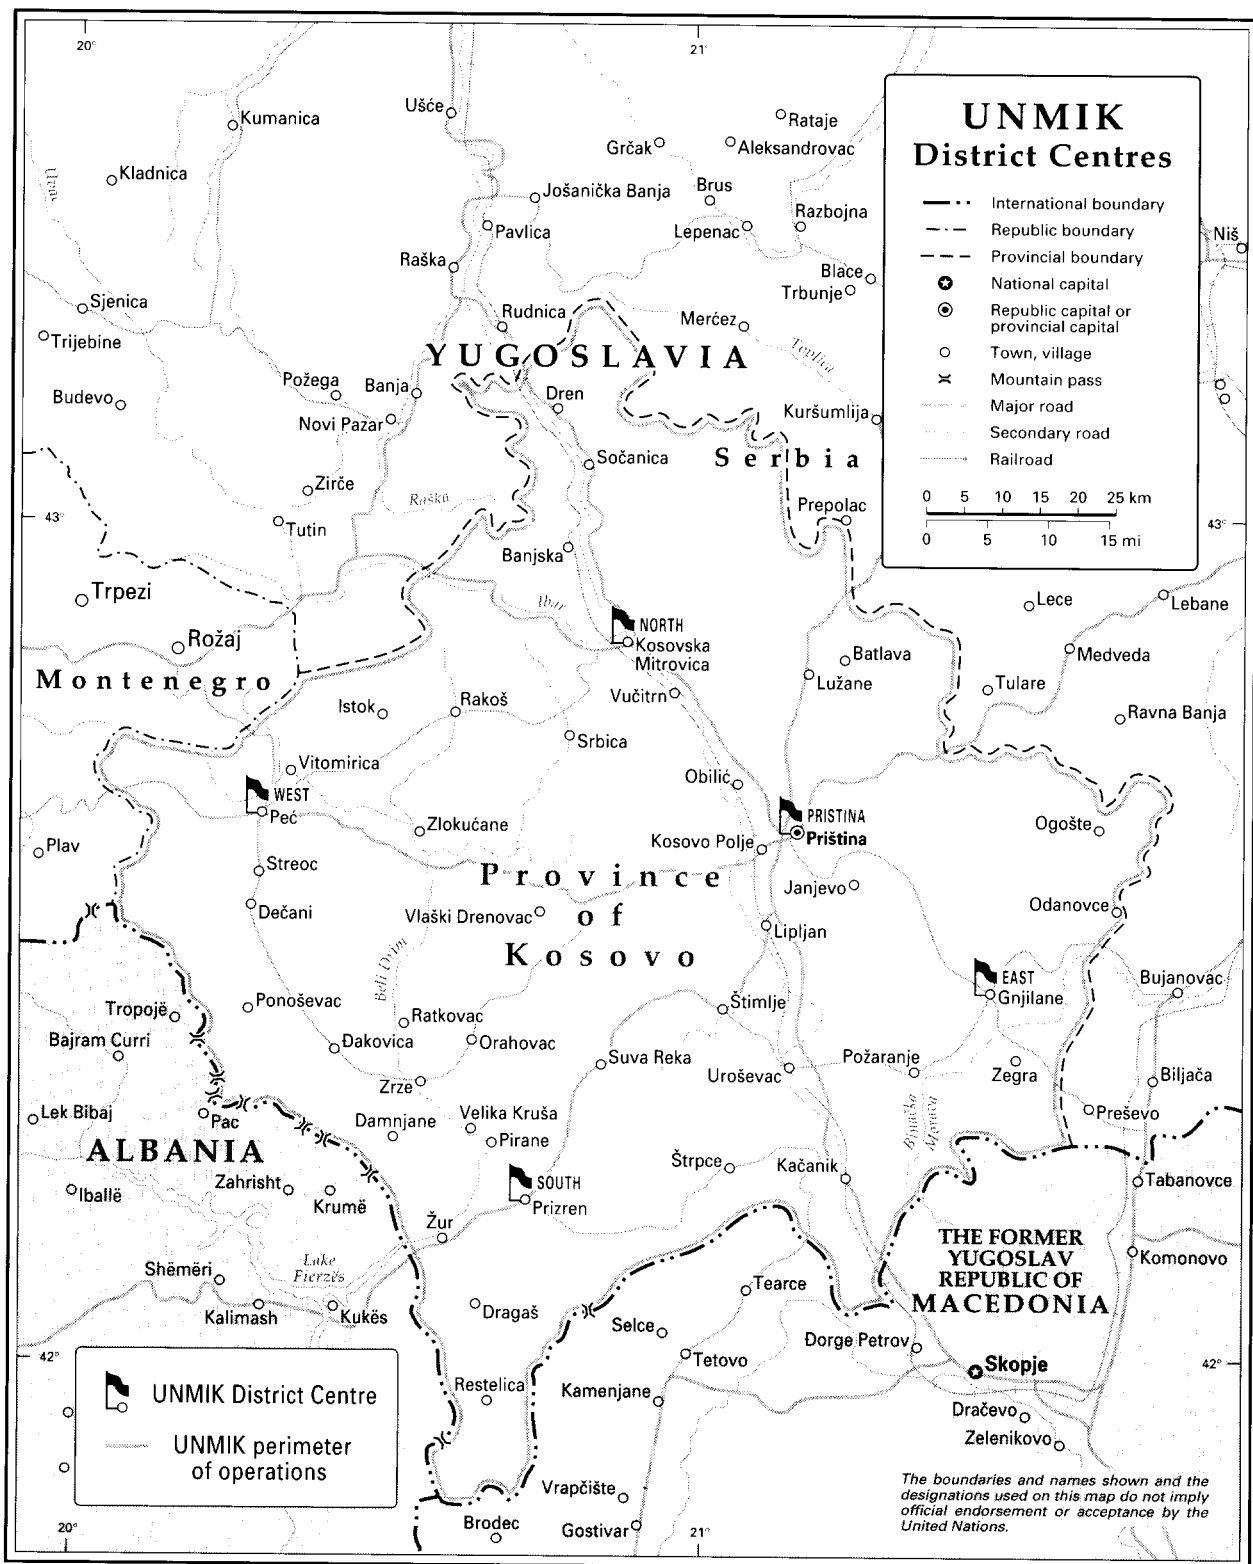 20°
21°
UNMIK
District Centres
International boundary
Republic boundary
Provincial boundary
National capital
Republic capital or
provincial capital
Town, village
Mountain pass
Major road
Secondary road
Railroad
0 5 10 15 20 25 km
0 5 10 15 mi
Ušće
Kumanica
Rataje
Grčak
Aleksandrovac
Kladnica
Jošanička Banja
Brus
Razbojna
Pavlica
Lepenac
Niš
Raška
Blace
Trbunje
Sjenica
Rudnica
Merćez
Trijebine
YUGOSLAVIA
Toplica
Požega
Banja
Budevo
Dren
Novi Pazar
Kuršumlija
Sočanica
Serbia
Zirče
Raška
Prepolac
43°
43°
Tutin
Banjska
Trpezi
Ibar
Lece
Lebane
NORTH
Kosovska
Mitrovica
Rožaj
Batlava
Medveda
Montenegro
Lužane
Tulare
Vučitrn
Istok
Rakoš
Ravna Banja
Srbica
Vitomirica
Obilić
WEST
Peć
PRISTINA
Priština
Zlokućane
Ogošte
Kosovo Polje
Plav
Streoc
Province
of
Kosovo
Janjevo
Dečani
Vlaški Drenovac
Odanovce
Lipljan
Beli Drim
EAST
Gnjilane
Bujanovac
Ponoševac
Štimlje
Tropojë
Ratkovac
Bajram Curri
Đakovica
Orahovac
Suva Reka
Požaranje
Uroševac
Zegra
Biljača
Zrze
Lek Bibaj
Pac
Damnjane
Velika Kruša
Preševo
Binačka
Morava
Pirane
ALBANIA
Štrpce
Kačanik
Zahrisht
SOUTH
Prizren
Tabanovce
Iballë
Krumë
Žur
THE FORMER
YUGOSLAV
REPUBLIC OF
MACEDONIA
Komonovo
Lake
Fierzës
Shëmëri
Tearce
Kalimash
Kukës
Dragaš
Selce
Đorge Petrov
42°
42°
Tetovo
Skopje
UNMIK District Centre
UNMIK perimeter
of operations
Restelica
Kamenjane
Dračevo
Zelenikovo
Vrapčište
The boundaries and names shown and the
designations used on this map do not imply
official endorsement or acceptance by the
United Nations.
Brodec
Gostivar
20°
21°